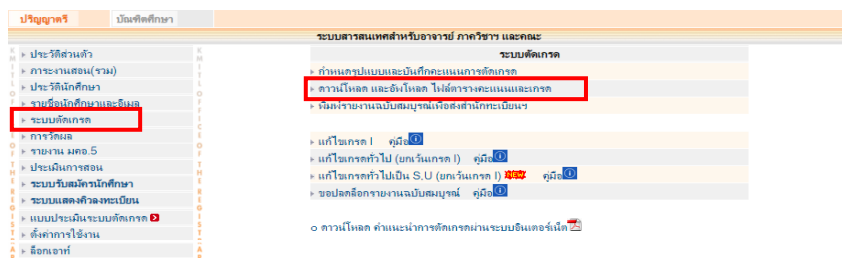 ปริญญาตรี
บัณฑิตศึกษา
ระบบสารสนเทศสำหรับอาจารย์ ภาควิชาฯ และคณะ
ประวัติส่วนตัว
ภาระงานสอน(รวม)
ประวัตินักศึกษา
รายชื่อนักศึกษาและอีเมล
ระบบตัดเกรด
การวัดผล
รายงาน มคอ.5
ประเมินการสอน
ระบบรับสมัครนักศึกษา
ระบบแสดงคิวลงทะเบียน
แบบประเมินระบบตัดเกรด
ตั้งค่าการใช้งาน
ล็อกเอาท์
ระบบตัดเกรด
กำหนดรูปแบบและบันทึกคะแนนการตัดเกรด
ดาวน์โหลด และอัพโหลด ไฟล์ตารางคะแนนและเกรด
พิมพ์รายงานฉบับสมบูรณ์เพื่อส่งสำนักทะเบียนฯ
แก้ไขเกรด I คู่มือ
แก้ไขเกรดทั่วไป (ยกเว้นเกรด I) คู่มือ
แก้ไขเกรดทั่วไปเป็น S,U (ยกเว้นเกรด I) NEW คู่มือ
ขอปลดล็อกรายงานฉบับสมบูรณ์ คู่มือ
ดาวน์โหลด คำแนะนำการตัดเกรดผ่านระบบอินเตอร์เน็ต